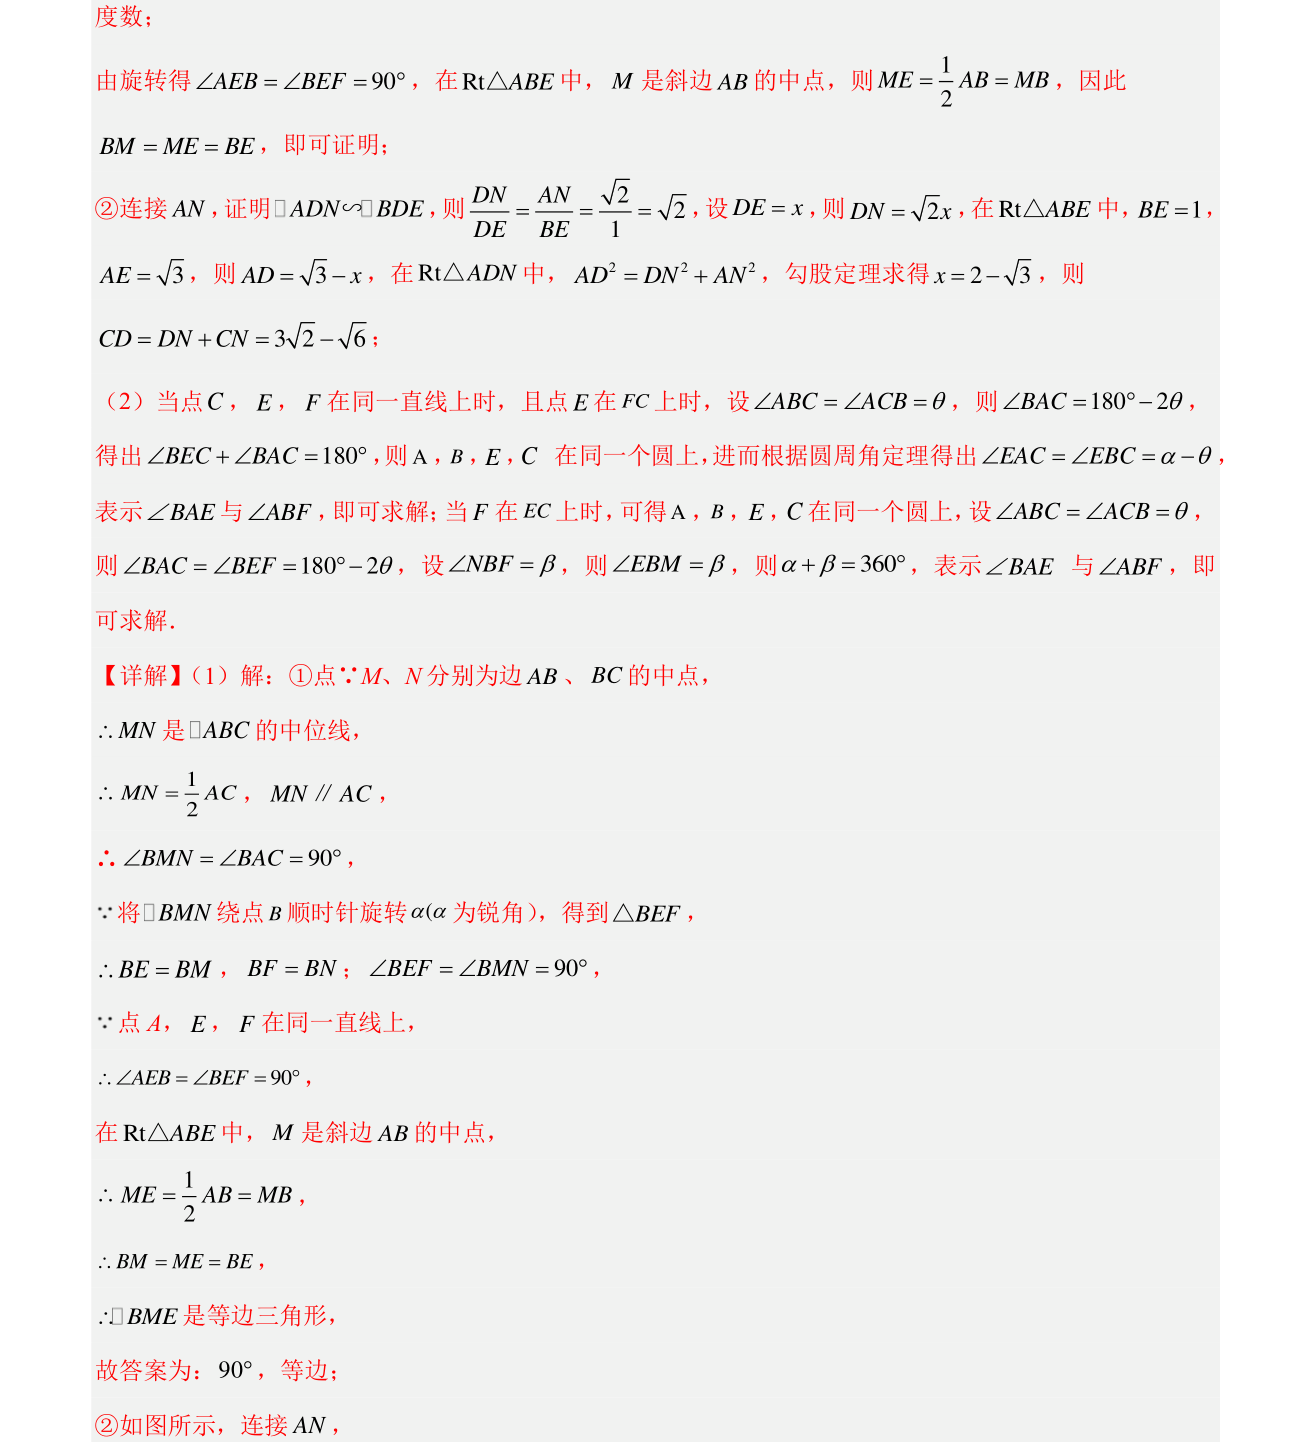 度数；
由旋转得∠AEB=∠BEF=90°，在Rt△ABE中，M是斜边AB的中点，则ME=1/2AB=MB，因此
BM=ME=BE，即可证明；
②连接AN，证明□ADN∽□BDE，则DN/DE=AN/BE=√2/1=√2，设DE=x，则DN=√2x，在Rt△ABE中，BE=1，
AE=√3，则AD=√3-x，在Rt△ADN中，AD²=DN²+AN²，勾股定理求得x=2-√3，则
CD=DN+CN=3√2-√6；
（2）当点C，E，F在同一直线上时，且点E在FC上时，设∠ABC=∠ACB=θ，则∠BAC=180°-2θ，
得出∠BEC+∠BAC=180°，则A，B，E，C 在同一个圆上，进而根据圆周角定理得出∠EAC=∠EBC=α-θ，
表示∠BAE与∠ABF，即可求解；当F在EC上时，可得A，B，E，C在同一个圆上，设∠ABC=∠ACB=θ，
则∠BAC=∠BEF=180°-2θ，设∠NBF=β，则∠EBM=β，则α+β=360°，表示∠BAE 与∠ABF，即
可求解．
【详解】（1）解：①点∵M、N分别为边AB、BC的中点，
∴MN是□ABC的中位线，
∴MN=1/2AC，MN∥AC，
∴∠BMN=∠BAC=90°，
∵将□BMN绕点B顺时针旋转α(α为锐角)，得到△BEF，
∴BE=BM，BF=BN；∠BEF=∠BMN=90°，
∵点A，E，F在同一直线上，
∴∠AEB=∠BEF=90°，
在Rt△ABE中，M是斜边AB的中点，
∴ME=1/2AB=MB，
∴BM=ME=BE，
∴□BME是等边三角形，
故答案为：90°，等边；
②如图所示，连接AN，